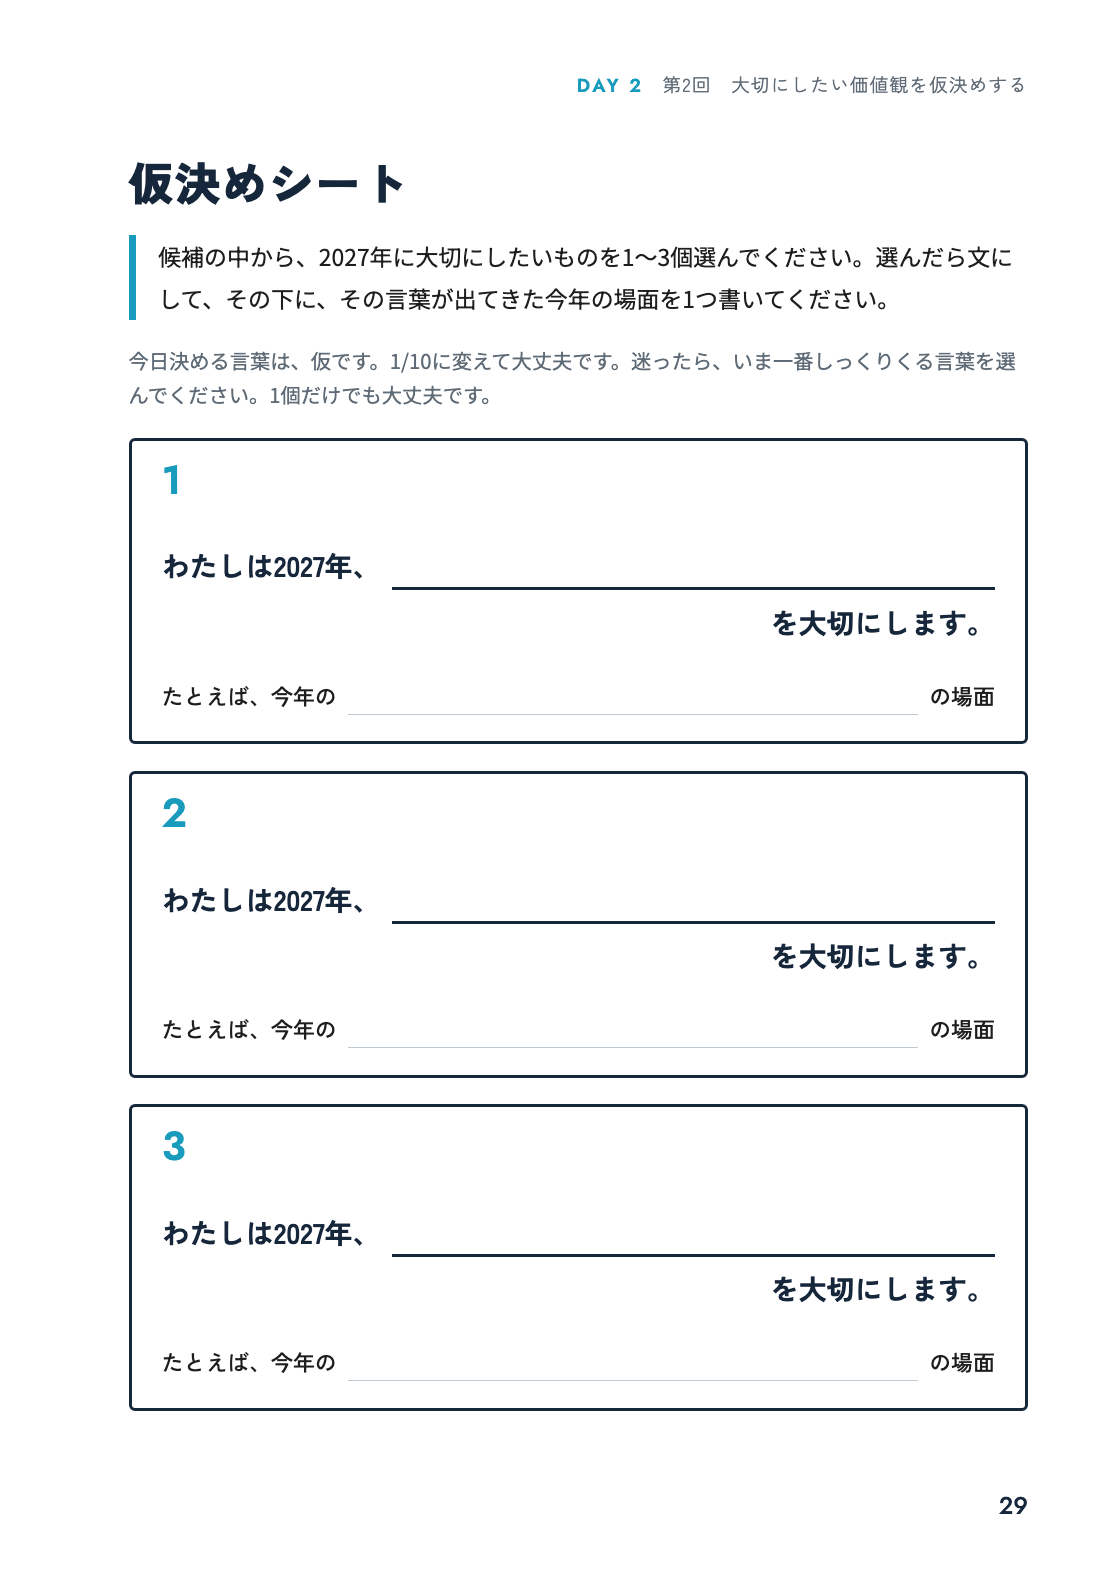 DAY 2 第2回 大切にしたい価値観を仮決めする
仮決めシート
候補の中から、2027年に大切にしたいものを1〜3個選んでください。選んだら文に
して、その下に、その言葉が出てきた今年の場面を1つ書いてください。
今日決める言葉は、仮です。1/10に変えて大丈夫です。迷ったら、いま一番しっくりくる言葉を選
んでください。1個だけでも大丈夫です。
1
わたしは2027年、
を大切にします。
たとえば、今年の の場面
2
わたしは2027年、
を大切にします。
たとえば、今年の の場面
3
わたしは2027年、
を大切にします。
たとえば、今年の の場面
29